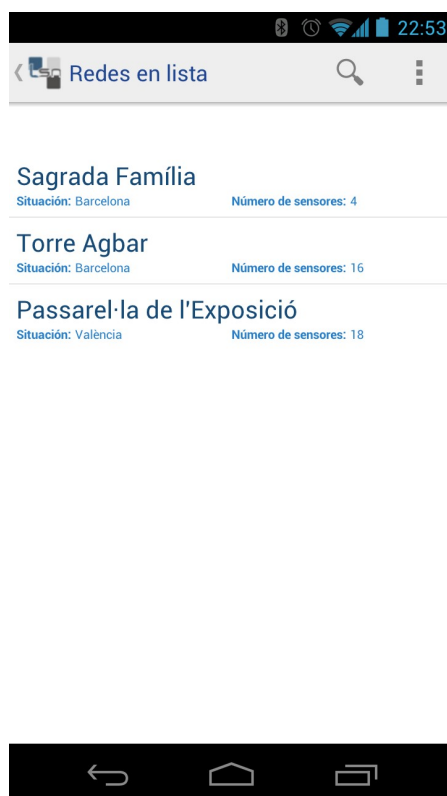 22:53
Redes en lista
Sagrada Família
Situación: Barcelona Número de sensores: 4
Torre Agbar
Situación: Barcelona Número de sensores: 16
Passarel·la de l'Exposició
Situación: València Número de sensores: 18